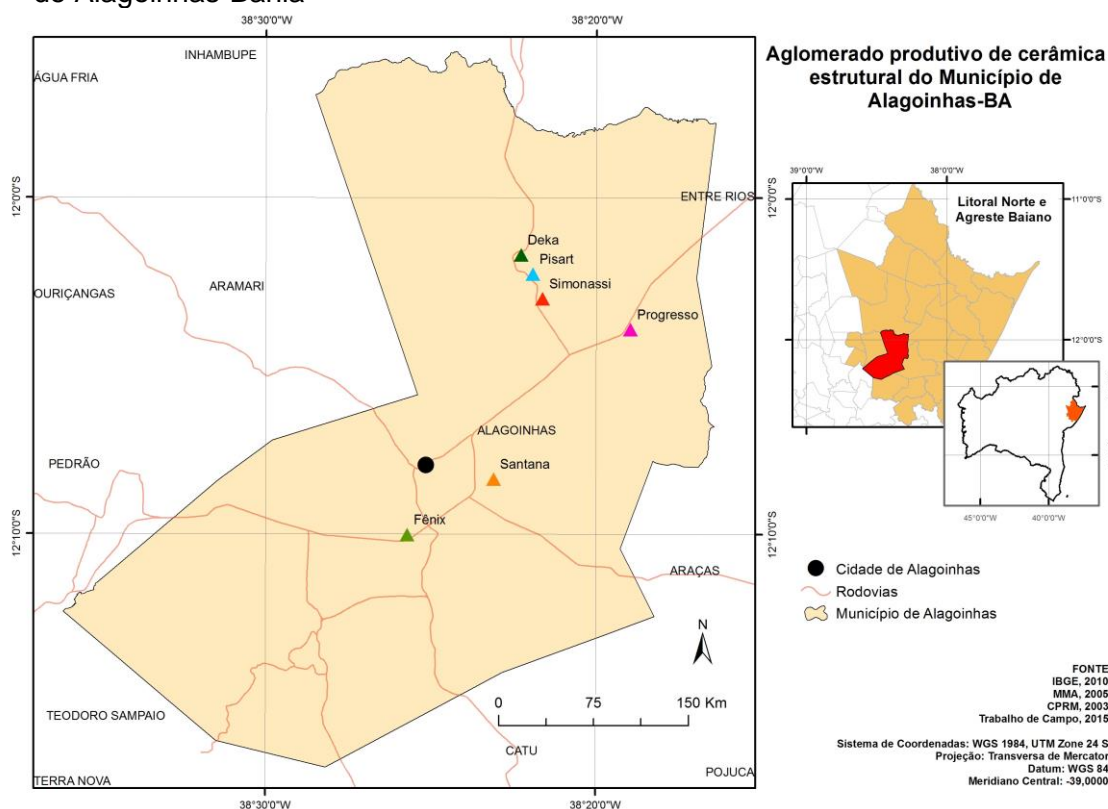 de Alagoinhas-Bahia
38°30'0"W
38°20'0"W
INHAMBUPE
ÁGUA FRIA
12°0'0"S
ENTRE RIOS
12°0'0"S
Deka
Pisart
Simonassi
OURIÇANGAS
ARAMARI
Progresso
ALAGOINHAS
PEDRÃO
Santana
Fênix
12°10'0"S
12°10'0"S
ARAÇAS
N
0 75 150 Km
TEODORO SAMPAIO
CATU
POJUCA
TERRA NOVA
38°30'0"W
38°20'0"W
Aglomerado produtivo de cerâmica
estrutural do Município de
Alagoinhas-BA
39°0'0"W
38°0'0"W
Litoral Norte e
Agreste Baiano
11°0'0"S
12°0'0"S
45°0'0"W
40°0'0"W
Cidade de Alagoinhas
Rodovias
Município de Alagoinhas
FONTE
IBGE, 2010
MMA, 2005
CPRM, 2003
Trabalho de Campo, 2015
Sistema de Coordenadas: WGS 1984, UTM Zone 24 S
Projeção: Transversa de Mercator
Datum: WGS 84
Meridiano Central: -39,0000